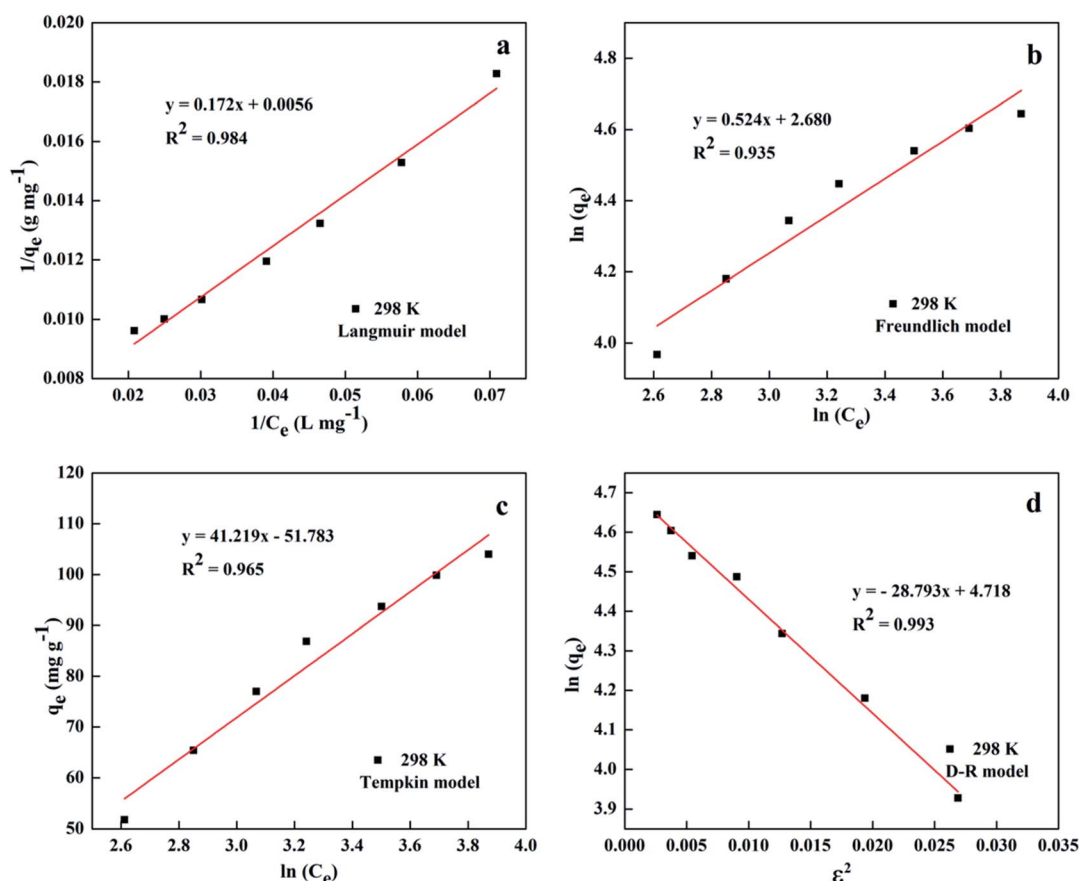 a
0.020
0.018
0.016
0.014
0.012
0.010
0.008
1/qe (g mg-1)
y = 0.172x + 0.0056
R2 = 0.984
298 K
Langmuir model
0.02 0.03 0.04 0.05 0.06 0.07
1/Ce (L mg-1)
b
4.8
4.6
4.4
4.2
4.0
ln (qe)
y = 0.524x + 2.680
R2 = 0.935
298 K
Freundlich model
2.6 2.8 3.0 3.2 3.4 3.6 3.8 4.0
ln (Ce)
c
120
110
100
90
80
70
60
50
qe (mg g-1)
y = 41.219x - 51.783
R2 = 0.965
298 K
Tempkin model
2.6 2.8 3.0 3.2 3.4 3.6 3.8 4.0
ln (Ce)
d
4.7
4.6
4.5
4.4
4.3
4.2
4.1
4.0
3.9
ln (qe)
y = - 28.793x + 4.718
R2 = 0.993
298 K
D-R model
0.000 0.005 0.010 0.015 0.020 0.025 0.030 0.035
ε2